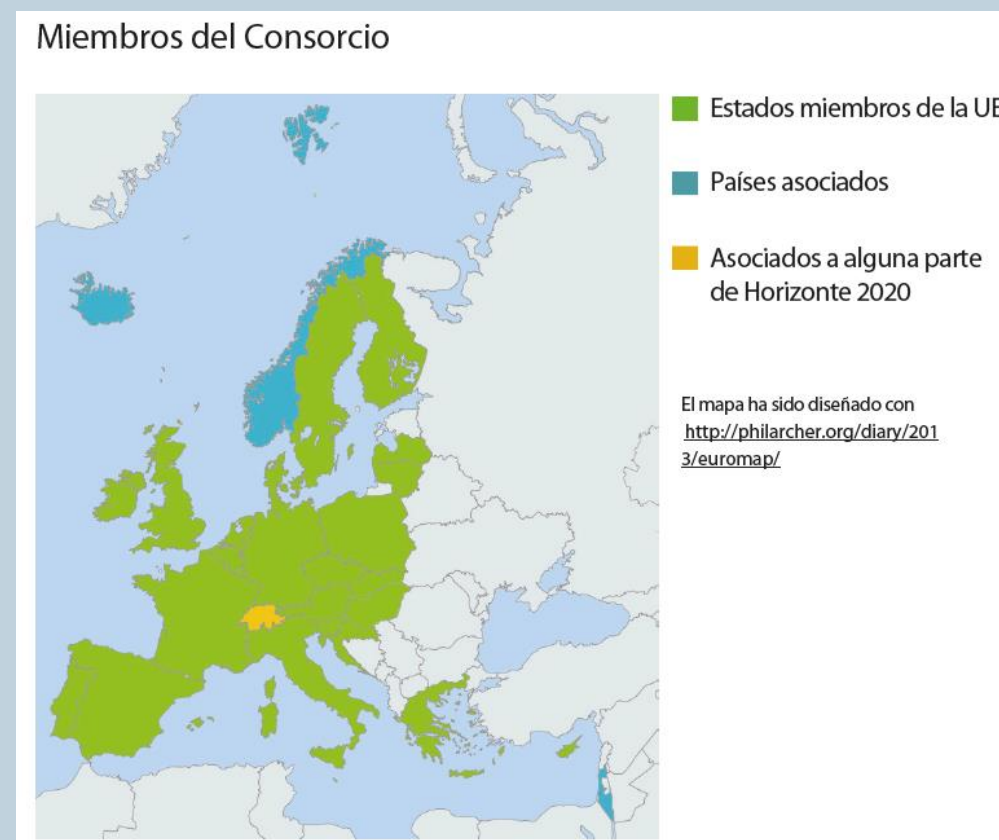 Miembros del Consorcio
Estados miembros de la UE
Países asociados
Asociados a alguna parte
de Horizonte 2020
El mapa ha sido diseñado con
http://philarcher.org/diary/201
3/euromap/